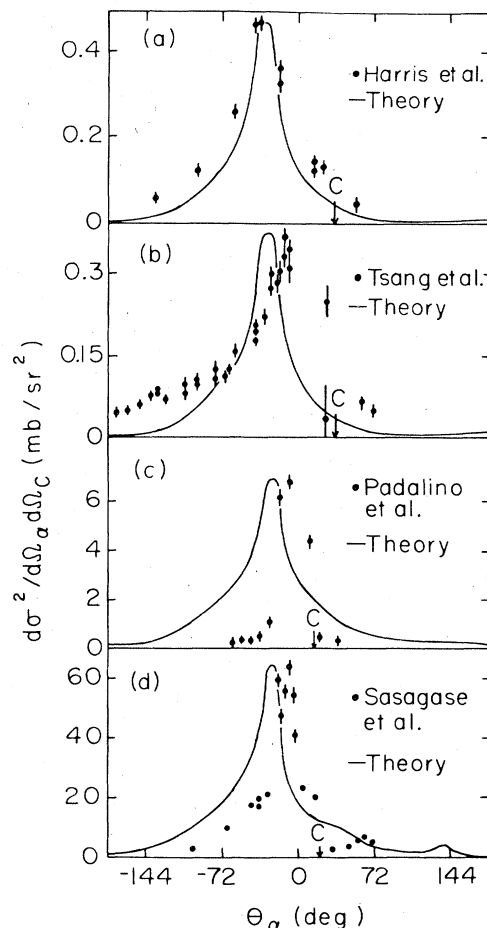 (a)
• Harris et al.
—Theory
C
0.4
0.2
0
(b)
• Tsang et al.
—Theory
C
0.3
0.15
0
(c)
• Padalino
et al.
—Theory
C
6
4
2
0
(d)
• Sasagase
et al.
—Theory
C
60
40
20
0
dσ²/dΩα dΩC (mb/sr²)
-144 -72 0 72 144
Θα (deg)